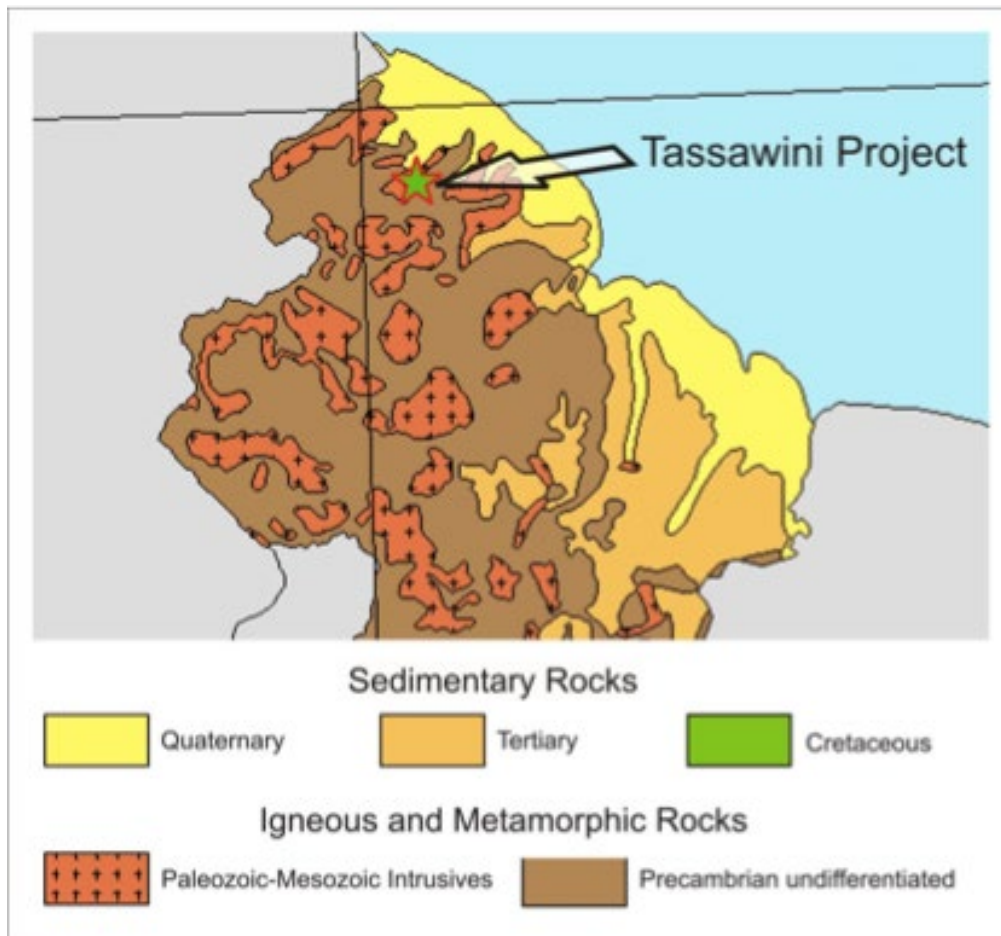 Tassawini Project
Sedimentary Rocks
Quaternary
Tertiary
Cretaceous
Igneous and Metamorphic Rocks
Paleozoic-Mesozoic Intrusives
Precambrian undifferentiated